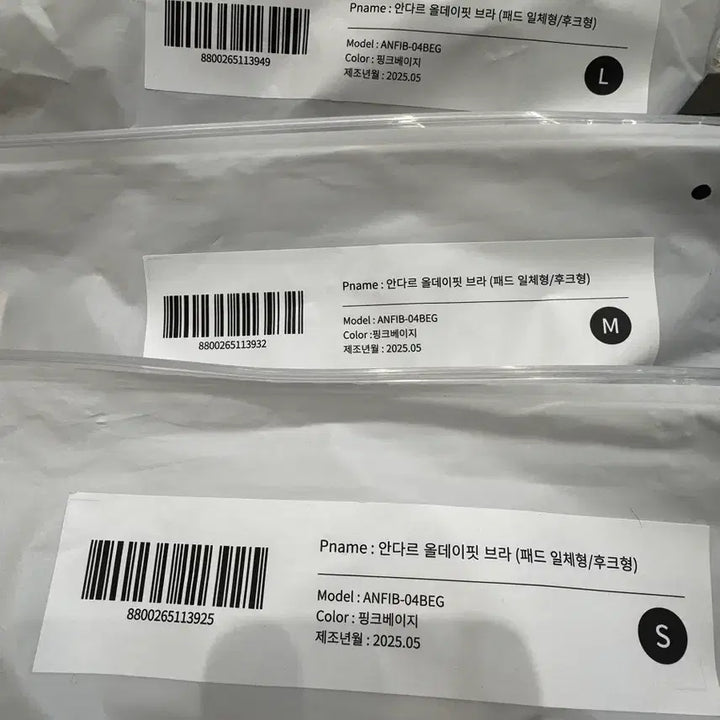 Pname : 안다르 올데이핏 브라 (패드 일체형/후크형)
Model : ANFIB-04BEG
Color : 핑크베이지
제조년월 : 2025.05
8800265113949
L
Pname : 안다르 올데이핏 브라 (패드 일체형/후크형)
Model : ANFIB-04BEG
Color :핑크베이지
제조년월 : 2025.05
8800265113932
M
Pname : 안다르 올데이핏 브라 (패드 일체형/후크형)
Model : ANFIB-04BEG
Color : 핑크베이지
제조년월 : 2025.05
8800265113925
S